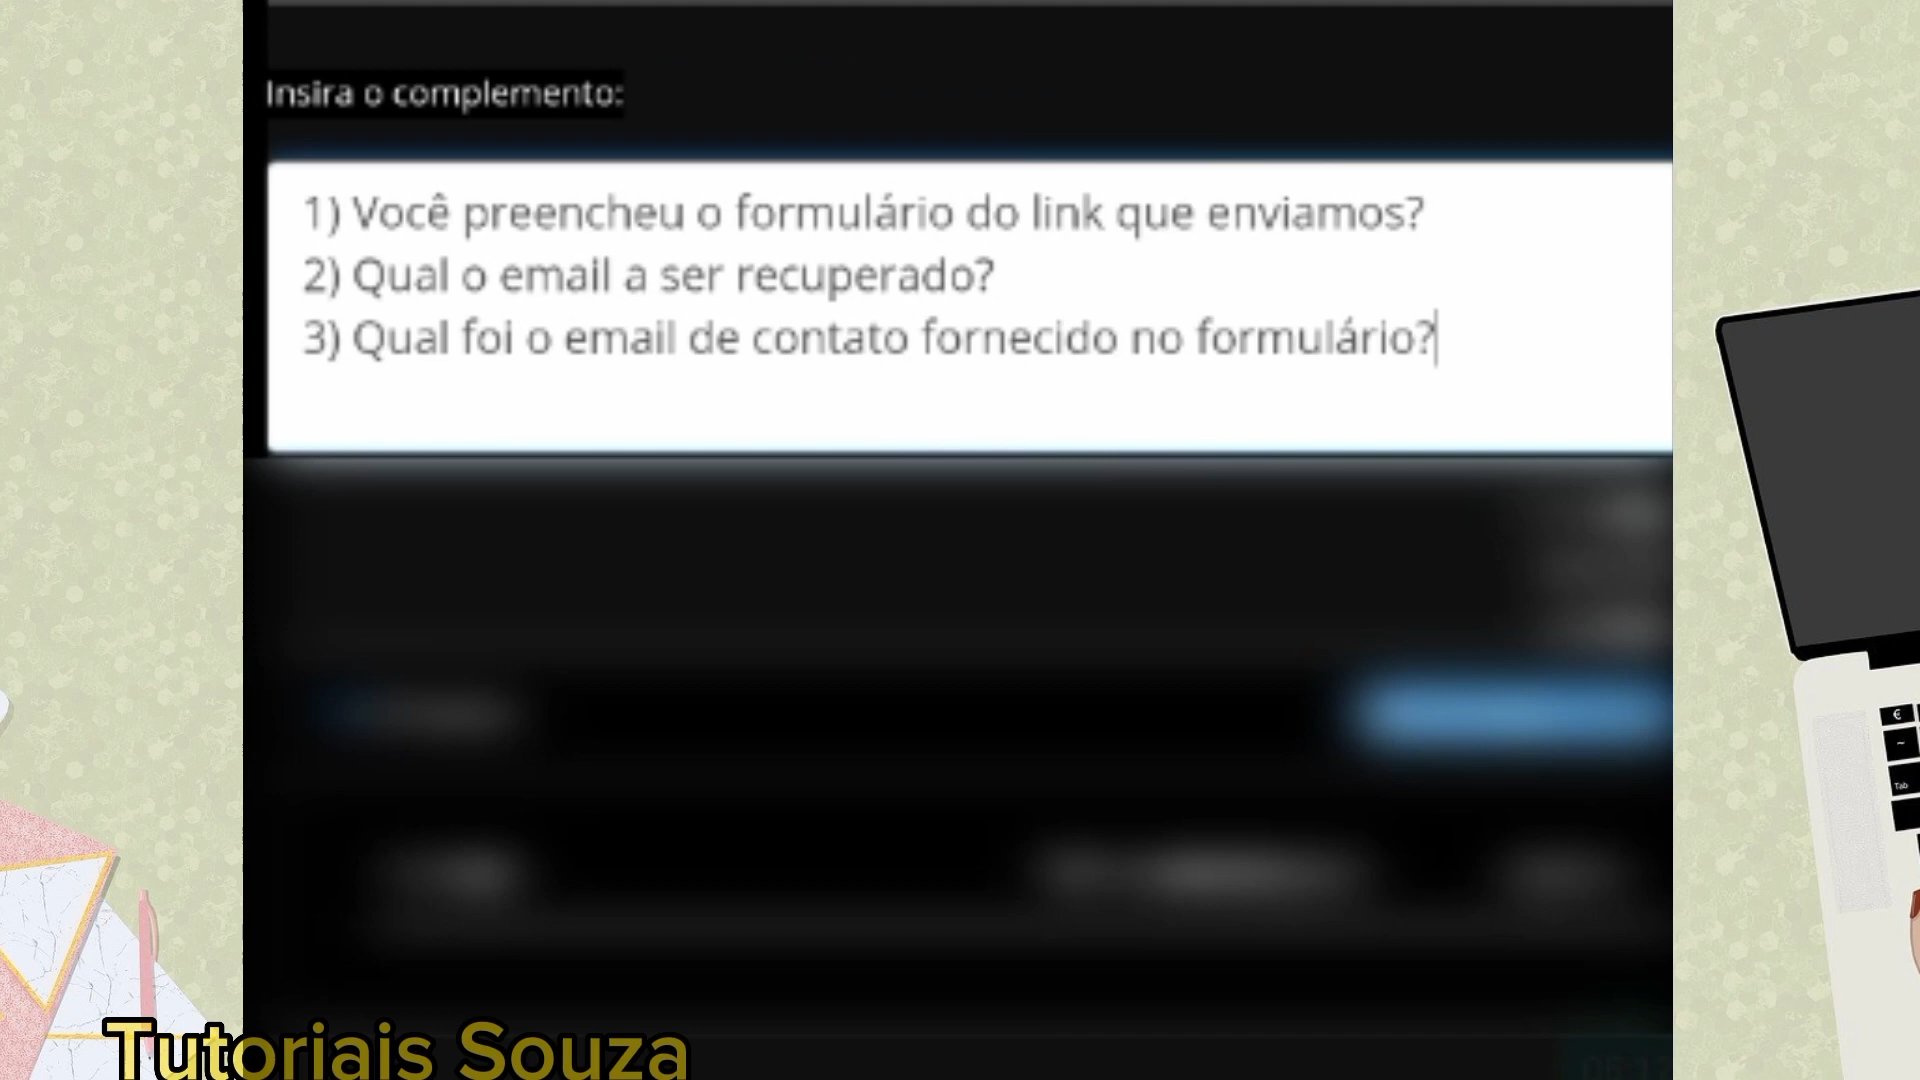 Insira o complemento:
1) Você preencheu o formulário do link que enviamos?
2) Qual o email a ser recuperado?
3) Qual foi o email de contato fornecido no formulário?
€
~
Tab
Tutoriais Souza